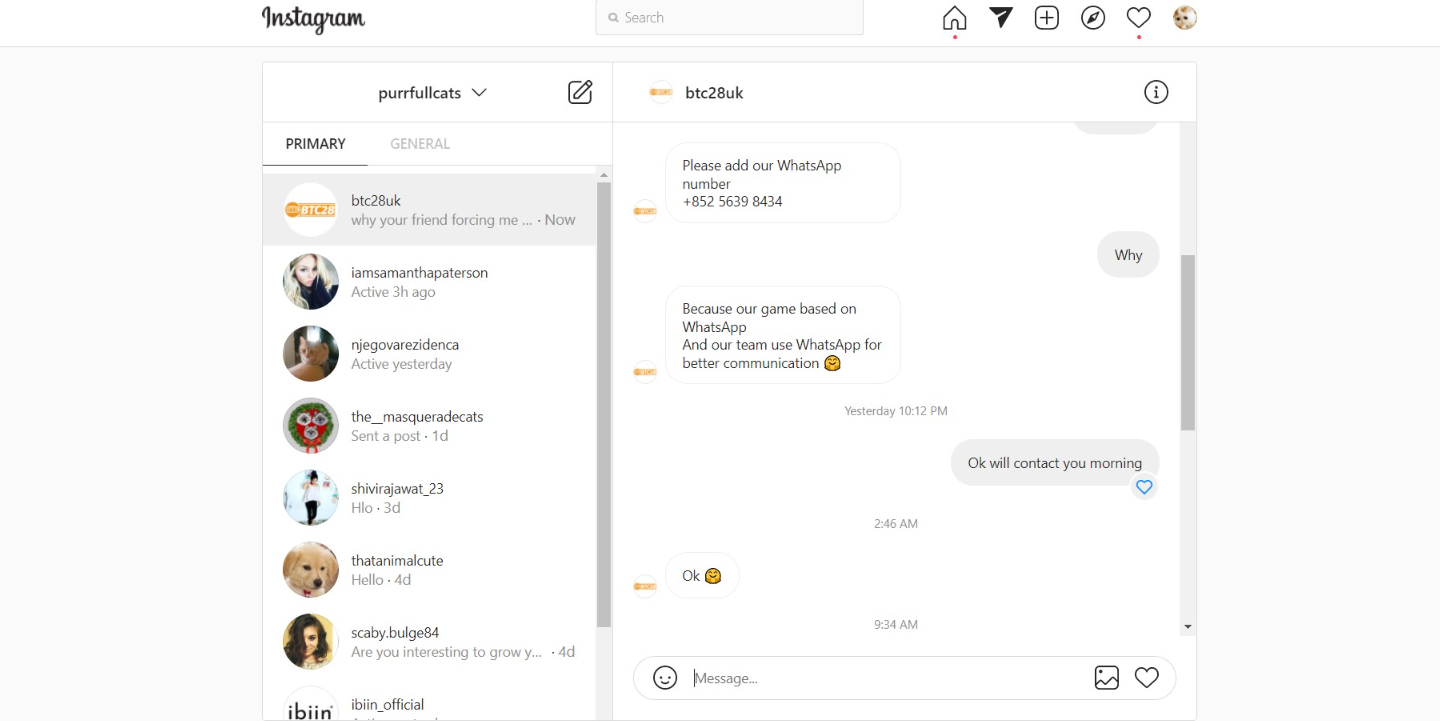 Instagram
Search
purrfullcats
PRIMARY
GENERAL
btc28uk
why your friend forcing me ... · Now
iamsamanthapaterson
Active 3h ago
njegovarezidenca
Active yesterday
the__masqueradecats
Sent a post · 1d
shivirajawat_23
Hlo · 3d
thatanimalcute
Hello · 4d
scaby.bulge84
Are you interesting to grow y... · 4d
ibiin_official
ibiin
BTC28
btc28uk
Please add our WhatsApp
number
+852 5639 8434
Why
Because our game based on
WhatsApp
And our team use WhatsApp for
better communication 🤗
Yesterday 10:12 PM
Ok will contact you morning
2:46 AM
Ok 🤗
9:34 AM
Message...